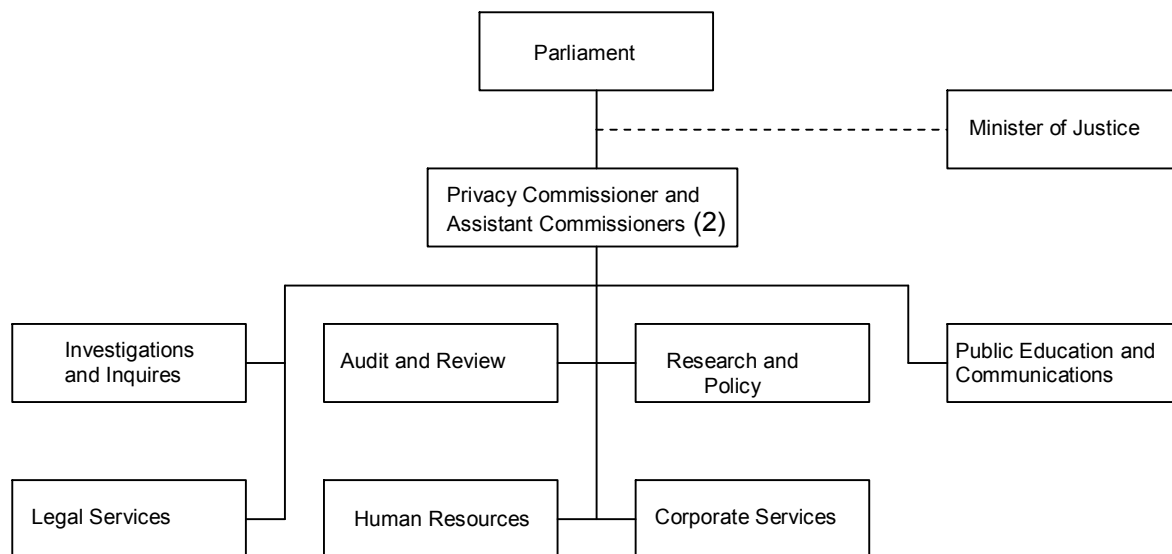 Parliament
Minister of Justice
Privacy Commissioner and
Assistant Commissioners (2)
Investigations
and Inquires
Audit and Review
Research and
Policy
Public Education and
Communications
Legal Services
Human Resources
Corporate Services